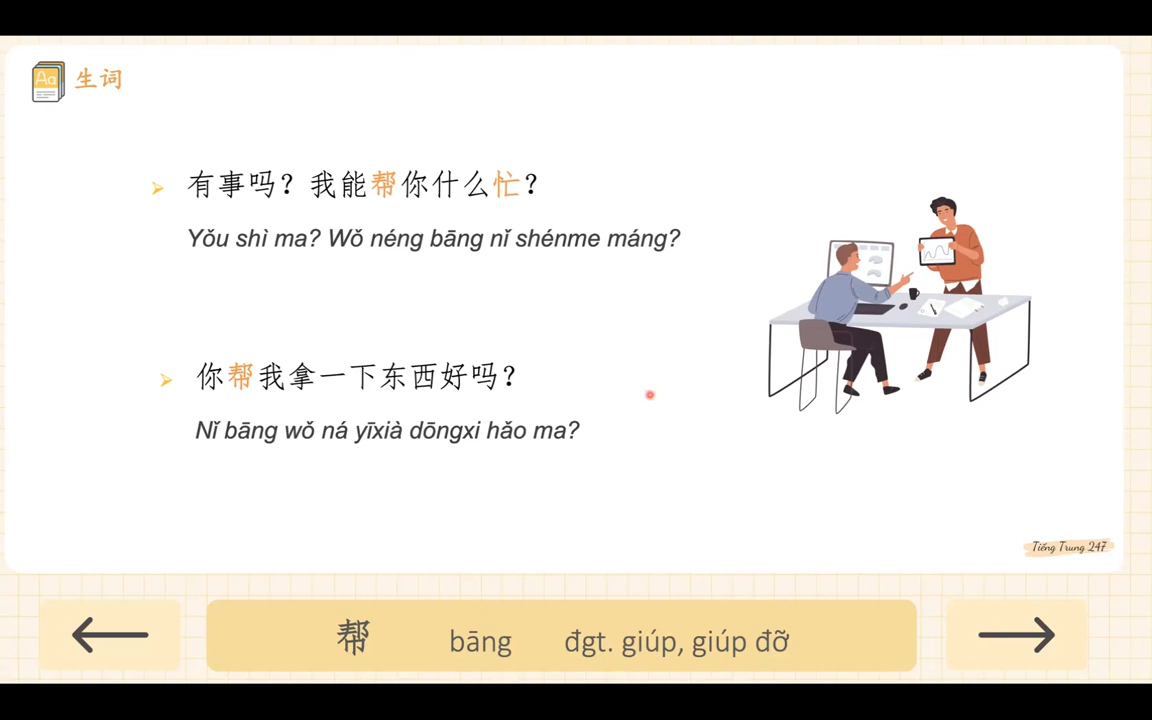 Aa 生词
有事吗？我能帮你什么忙？
Yǒu shì ma? Wǒ néng bāng nǐ shénme máng?
你帮我拿一下东西好吗？
Nǐ bāng wǒ ná yīxià dōngxi hǎo ma?
Tiếng Trung 247
帮 bāng đgt. giúp, giúp đỡ